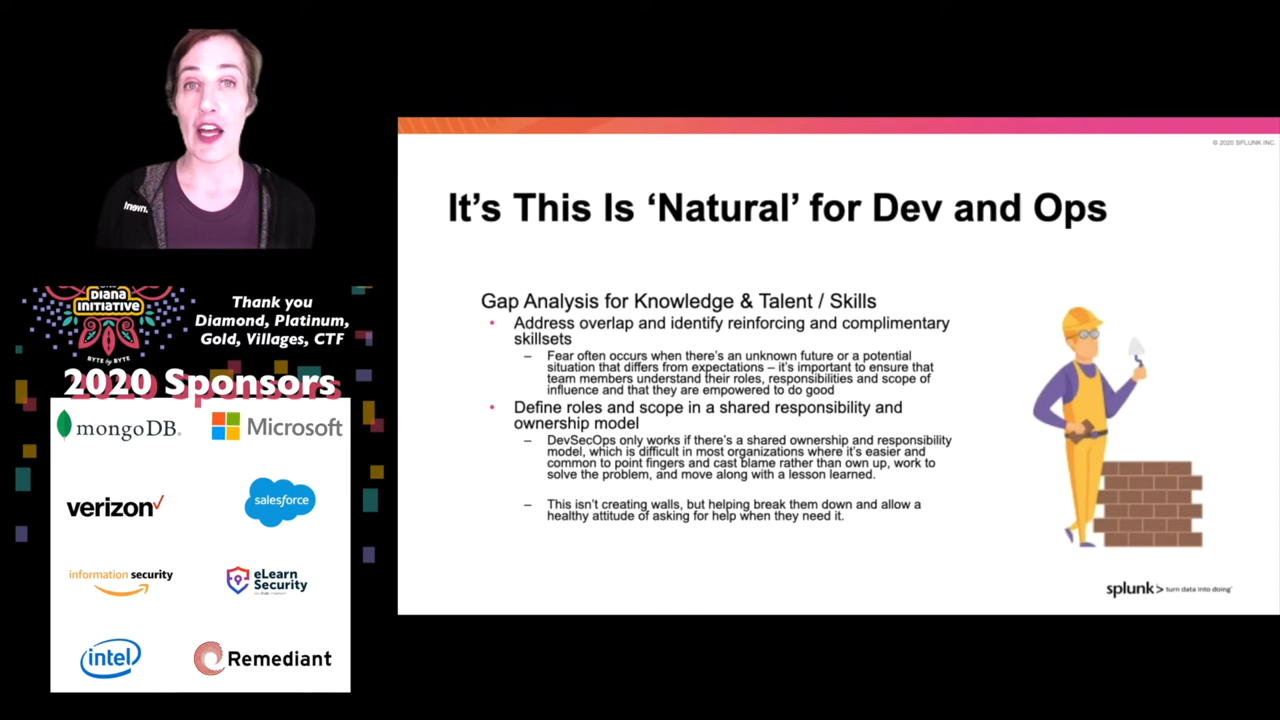 lnown.
DIANA
INITIATIVE
BYTE by BYTE
Thank you
Diamond, Platinum,
Gold, Villages, CTF
2020 Sponsors
mongoDB.
Microsoft
verizon
salesforce
information security
eLearn
Security
intel
Remediant
© 2020 SPLUNK INC.
It's This Is ‘Natural’ for Dev and Ops
Gap Analysis for Knowledge & Talent / Skills
• Address overlap and identify reinforcing and complimentary
skillsets
– Fear often occurs when there's an unknown future or a potential
situation that differs from expectations – it's important to ensure that
team members understand their roles, responsibilities and scope of
influence and that they are empowered to do good
• Define roles and scope in a shared responsibility and
ownership model
– DevSecOps only works if there's a shared ownership and responsibility
model, which is difficult in most organizations where it's easier and
common to point fingers and cast blame rather than own up, work to
solve the problem, and move along with a lesson learned.
– This isn't creating walls, but helping break them down and allow a
healthy attitude of asking for help when they need it.
splunk> turn data into doing